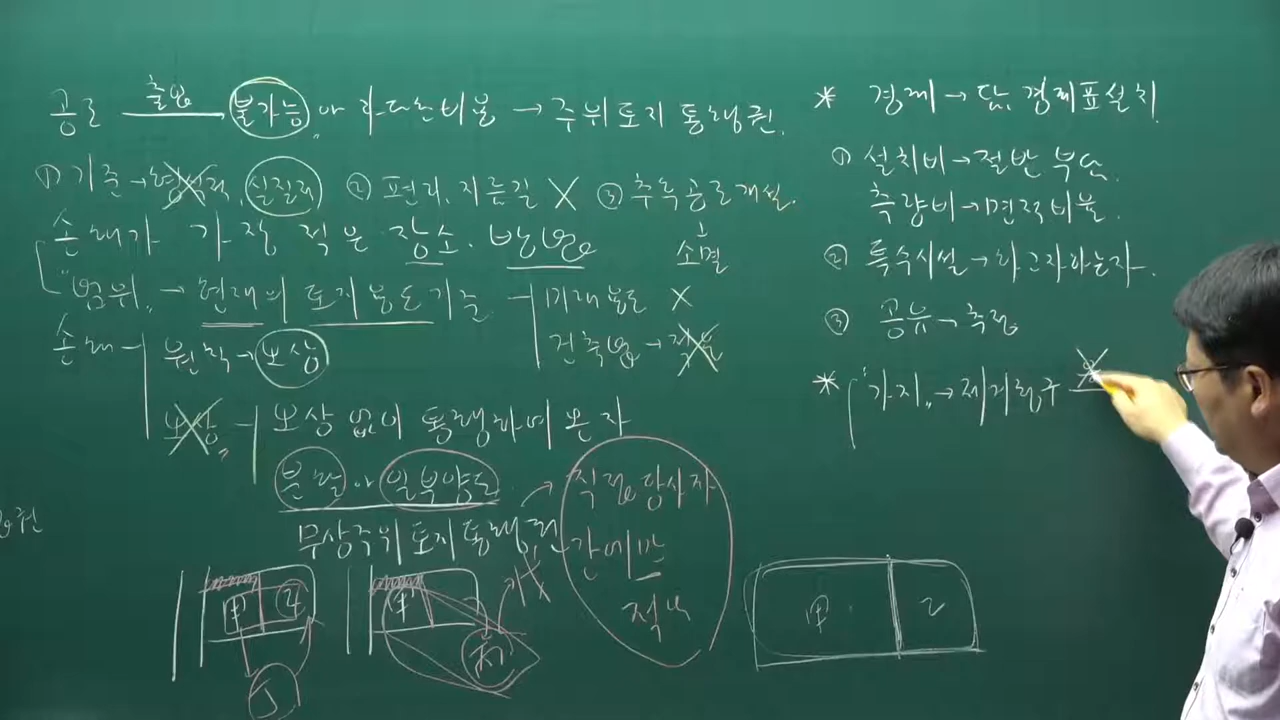 공로 출입 불가능 or 과다한 비용 → 주위토지통행권.
① 기준 → 실질적 ② 편리, 지름길 X ③ 추후 공로개설.
↓
소멸
손해가 가장 적은 장소. 방법
"범위" → 현재의 토지용도 기준
미래 용도 X
건축법 → 적용
손해
원칙 → 보상
보상
보상 없이 통행하여 온 자
분할 or 일부양도
무상주위토지통행권
직접당사자
간에만
적용
甲 乙
丁
甲
丙
X
* 경계 → 담, 경계표설치
① 설치비 → 절반 부담.
측량비 → 면적비율.
② 특수시설 → 하고자하는자.
③ 공유 → 추정
* "가지" → 제거청구
甲 乙